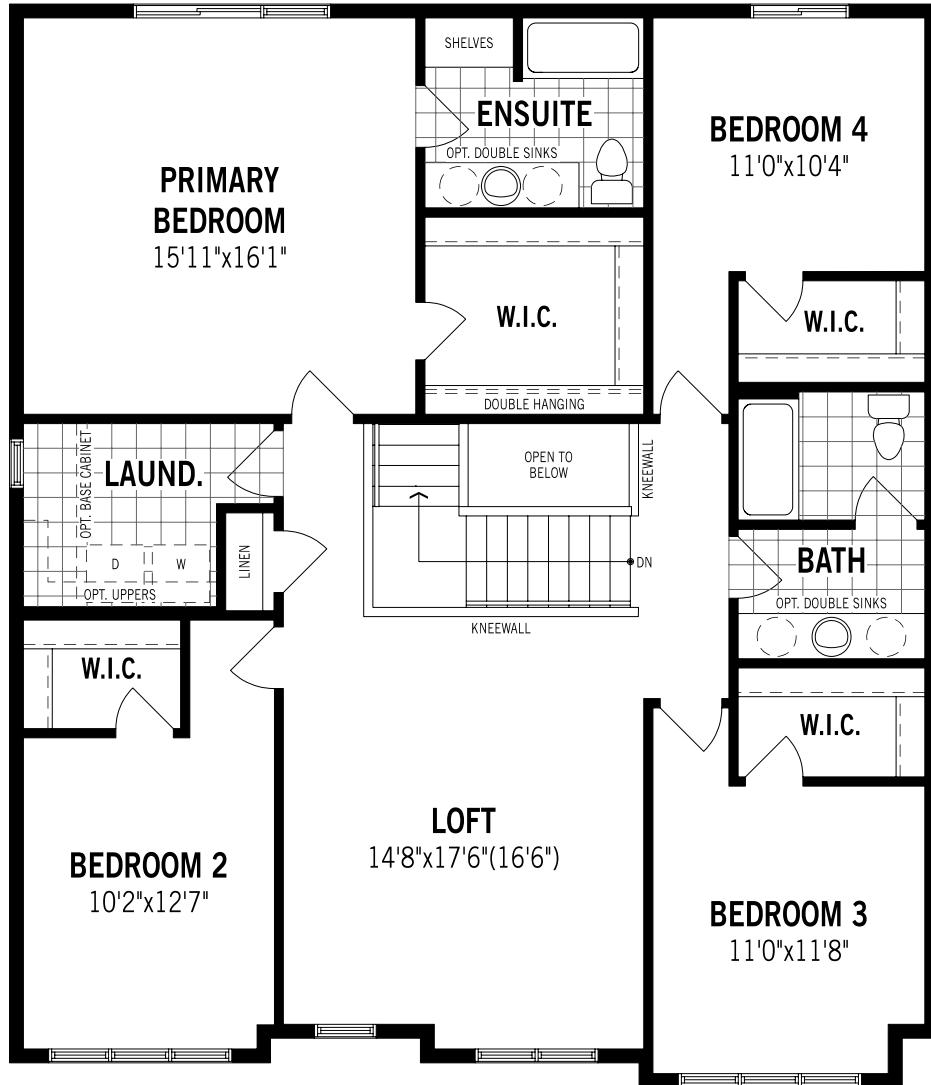 SHELVES
ENSUITE
OPT. DOUBLE SINKS
BEDROOM 4
11'0"x10'4"
PRIMARY
BEDROOM
15'11"x16'1"
W.I.C.
DOUBLE HANGING
W.I.C.
OPT. BASE CABINET
LAUND.
D
W
OPT. UPPERS
LINEN
OPEN TO
BELOW
KNEEWALL
DN
KNEEWALL
BATH
OPT. DOUBLE SINKS
W.I.C.
W.I.C.
LOFT
14'8"x17'6"(16'6")
BEDROOM 2
10'2"x12'7"
BEDROOM 3
11'0"x11'8"